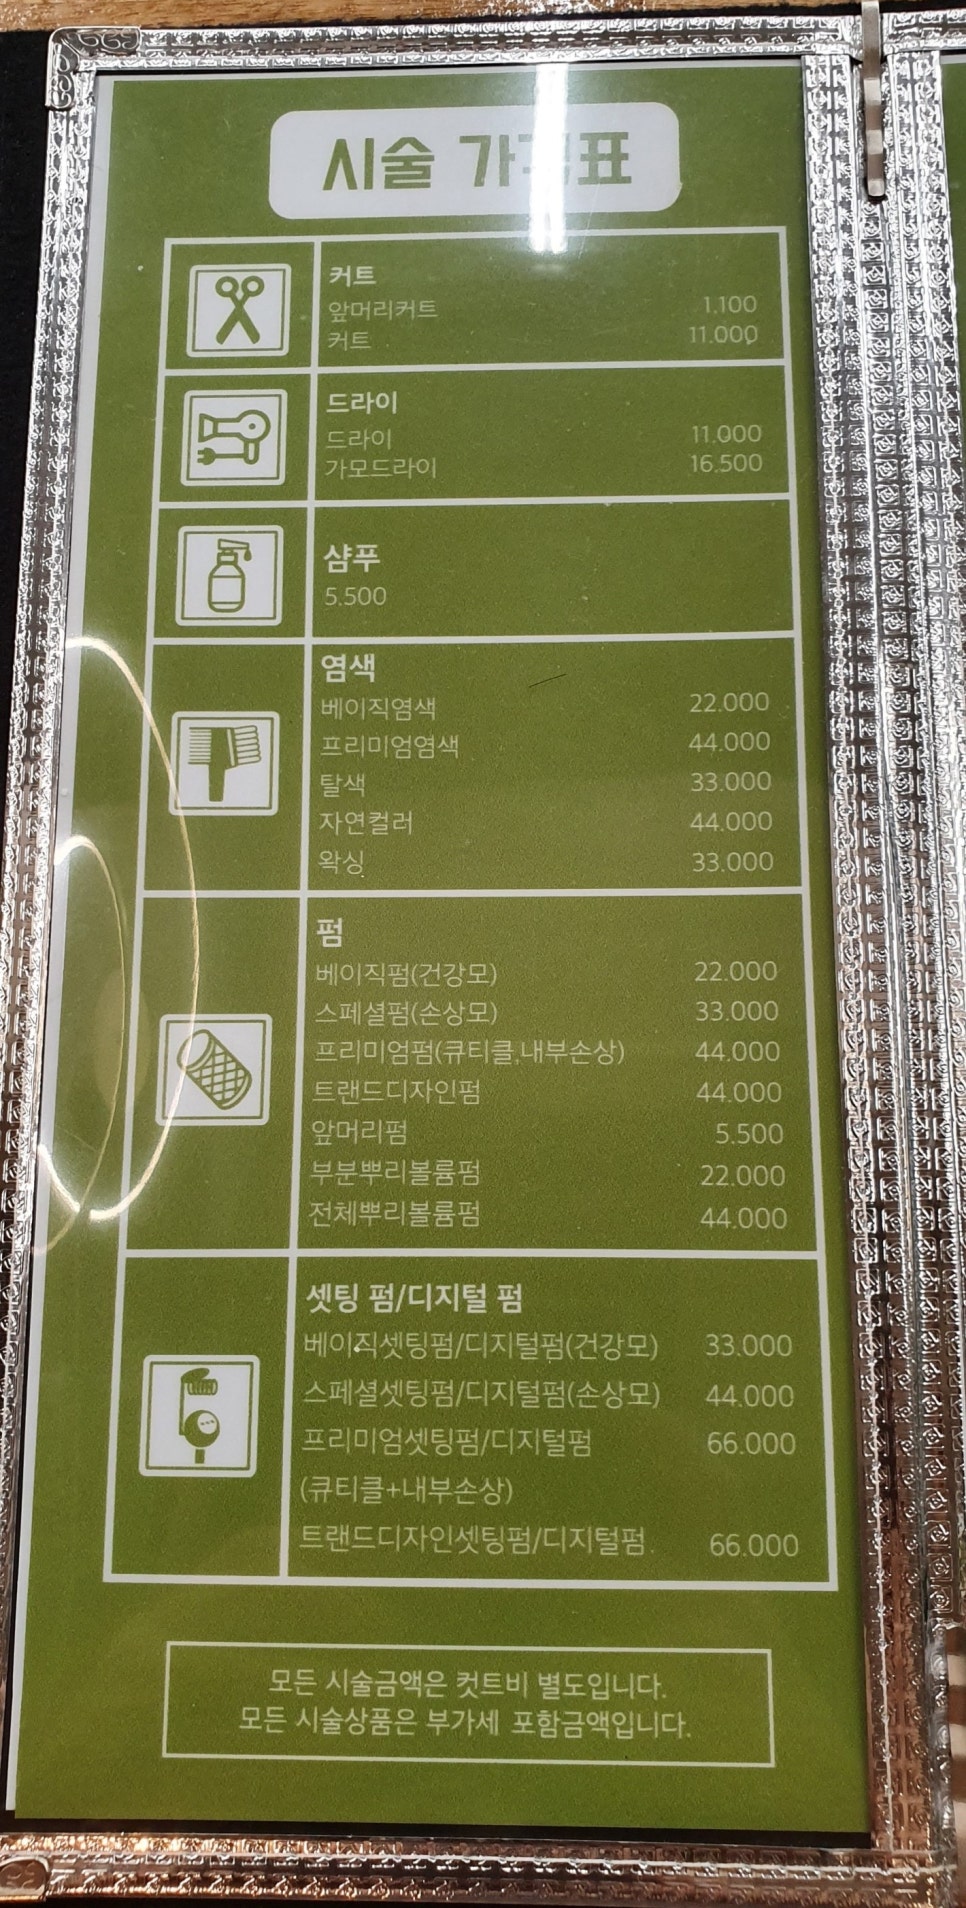 시술 가격표
커트
앞머리커트 1.100
커트 11.000
드라이
드라이 11.000
가모드라이 16.500
샴푸
5.500
염색
베이직염색 22.000
프리미엄염색 44.000
탈색 33.000
자연컬러 44.000
왁싱 33.000
펌
베이직펌(건강모) 22.000
스페셜펌(손상모) 33.000
프리미엄펌(큐티클,내부손상) 44.000
트랜드디자인펌 44.000
앞머리펌 5.500
부분뿌리볼륨펌 22.000
전체뿌리볼륨펌 44.000
셋팅 펌/디지털 펌
베이직셋팅펌/디지털펌(건강모) 33.000
스페셜셋팅펌/디지털펌(손상모) 44.000
프리미엄셋팅펌/디지털펌 66.000
(큐티클+내부손상)
트랜드디자인셋팅펌/디지털펌. 66.000
모든 시술금액은 컷트비 별도입니다.
모든 시술상품은 부가세 포함금액입니다.